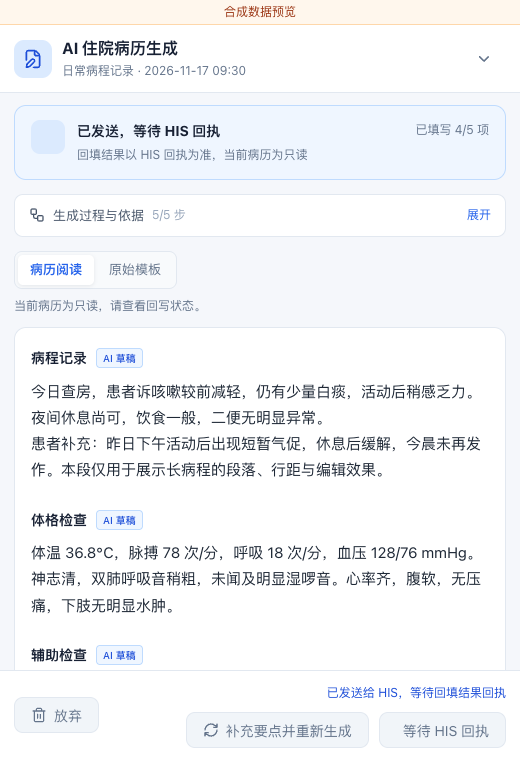 合成数据预览
AI 住院病历生成
日常病程记录 · 2026-11-17 09:30
已发送，等待 HIS 回执
已填写 4/5 项
回填结果以 HIS 回执为准，当前病历为只读
生成过程与依据 5/5 步
展开
病历阅读
原始模板
当前病历为只读，请查看回写状态。
病程记录 AI 草稿
今日查房，患者诉咳嗽较前减轻，仍有少量白痰，活动后稍感乏力。
夜间休息尚可，饮食一般，二便无明显异常。
患者补充：昨日下午活动后出现短暂气促，休息后缓解，今晨未再发
作。本段仅用于展示长病程的段落、行距与编辑效果。
体格检查 AI 草稿
体温 36.8°C，脉搏 78 次/分，呼吸 18 次/分，血压 128/76 mmHg。
神志清，双肺呼吸音稍粗，未闻及明显湿啰音。心率齐，腹软，无压
痛，下肢无明显水肿。
辅助检查 AI 草稿
已发送给 HIS，等待回填结果回执
放弃
补充要点并重新生成
等待 HIS 回执